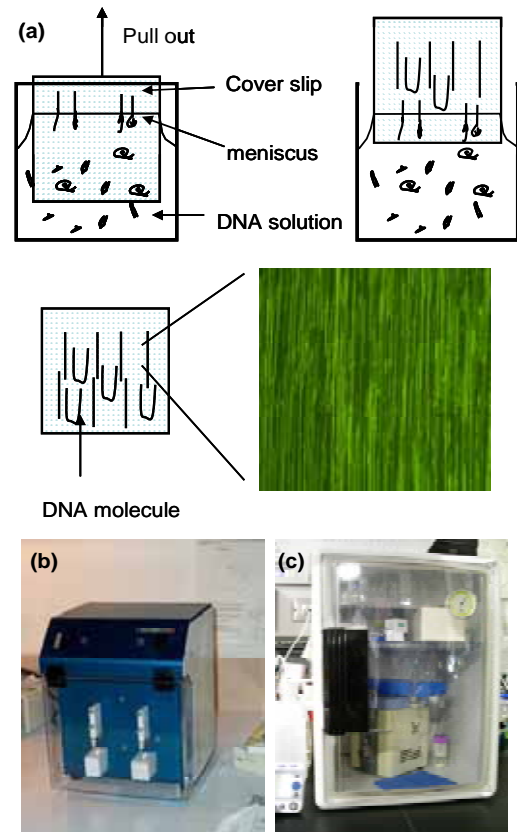 (a)
Pull out
Cover slip
meniscus
DNA solution
DNA molecule
(b)
(c)